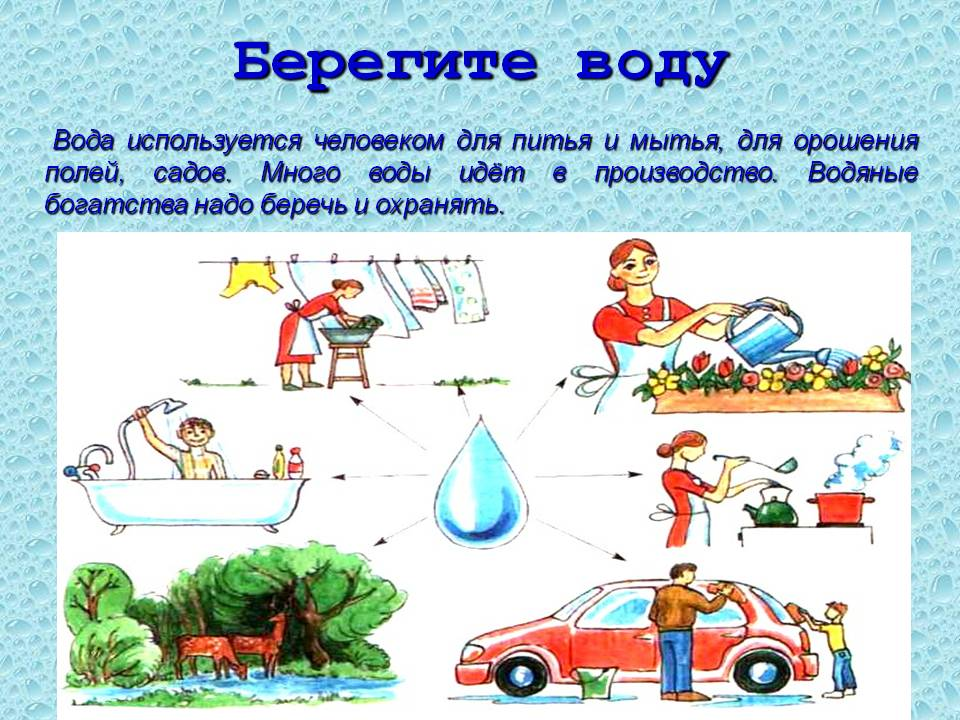 Берегите воду
Вода используется человеком для питья и мытья, для орошения
полей, садов. Много воды идёт в производство. Водяные
богатства надо беречь и охранять.